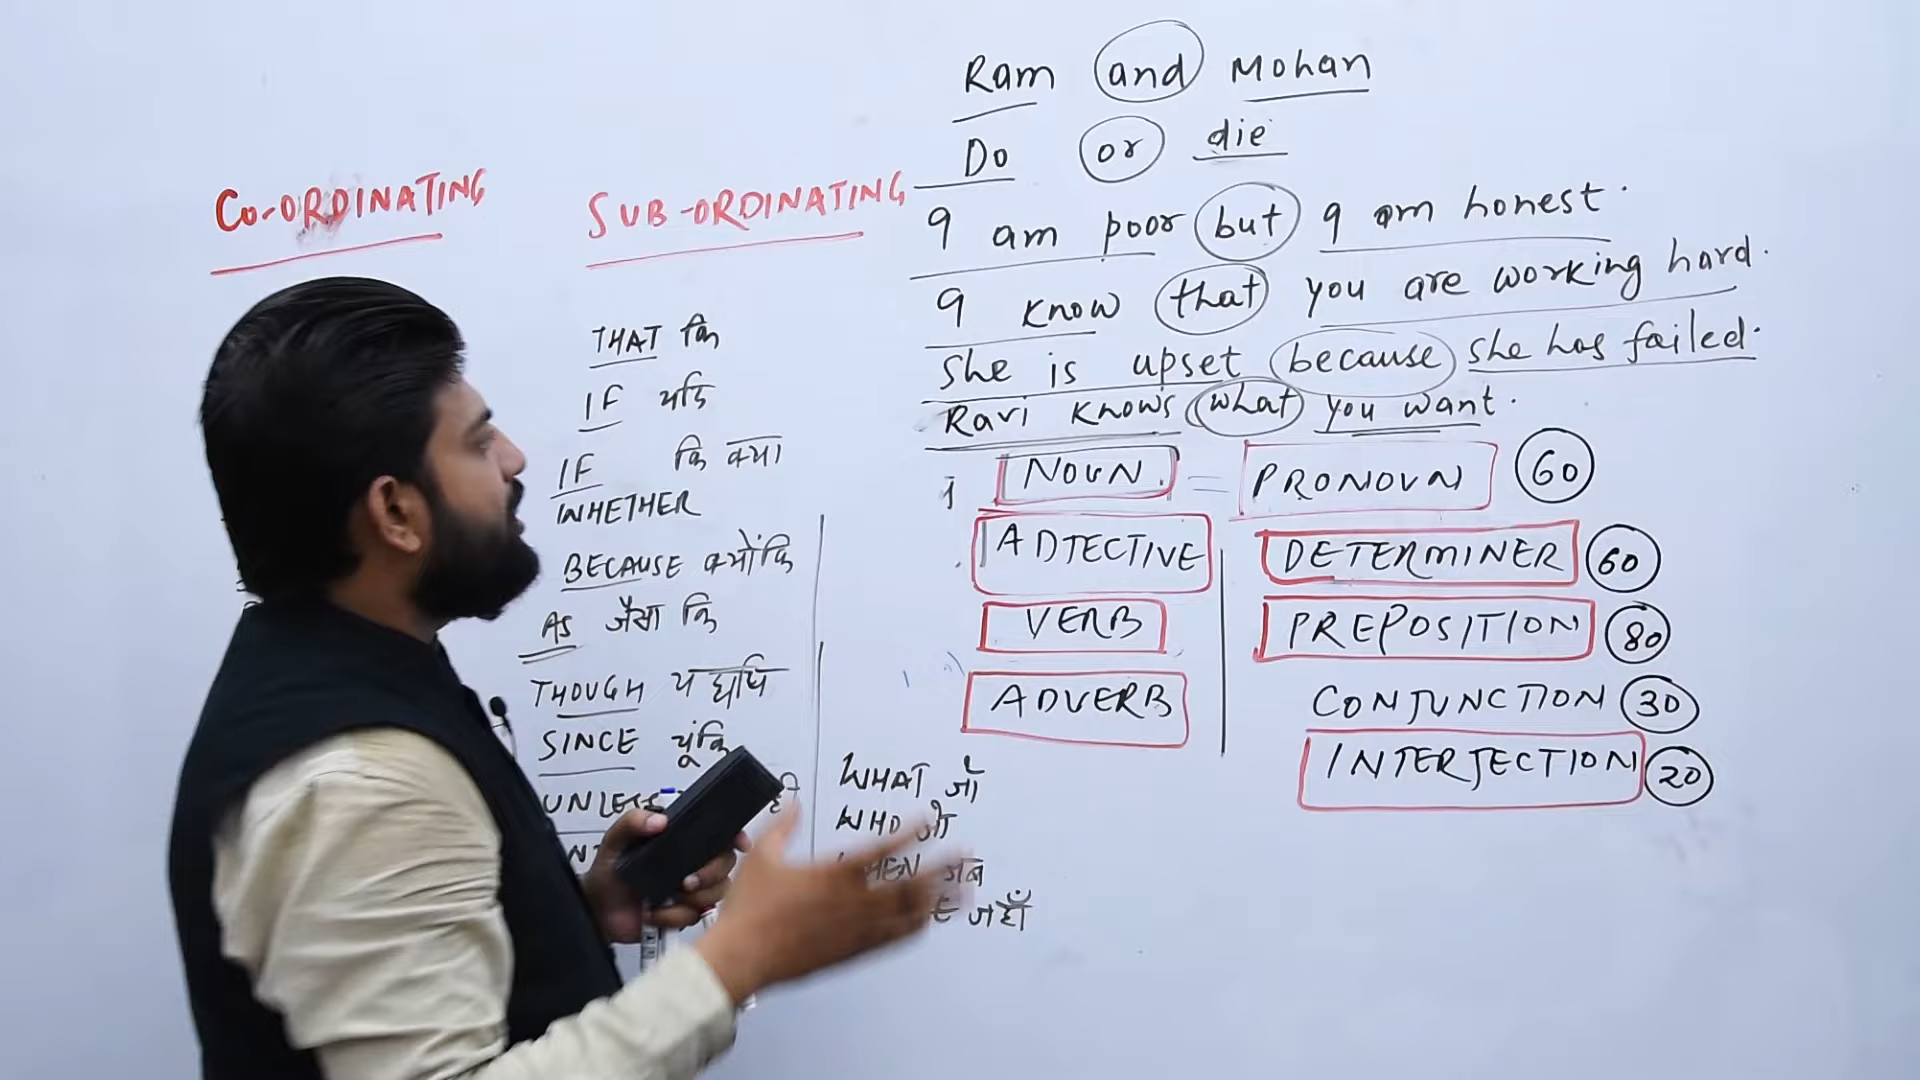 CO-ORDINATING
SUB-ORDINATING
THAT कि
IF यदि
IF कि क्या
WHETHER
BECAUSE क्योंकि
AS जैसा कि
THOUGH यद्यपि
SINCE चूंकि
UNLESS
WHAT जो
WHO जो
WHEN जब
जहाँ
Ram and Mohan
Do or die
I am poor but I am honest.
I know that you are working hard.
She is upset because she has failed.
Ravi knows what you want.
NOUN = PRONOUN 60
ADJECTIVE DETERMINER 60
VERB PREPOSITION 80
ADVERB CONJUNCTION 30
INTERJECTION 20